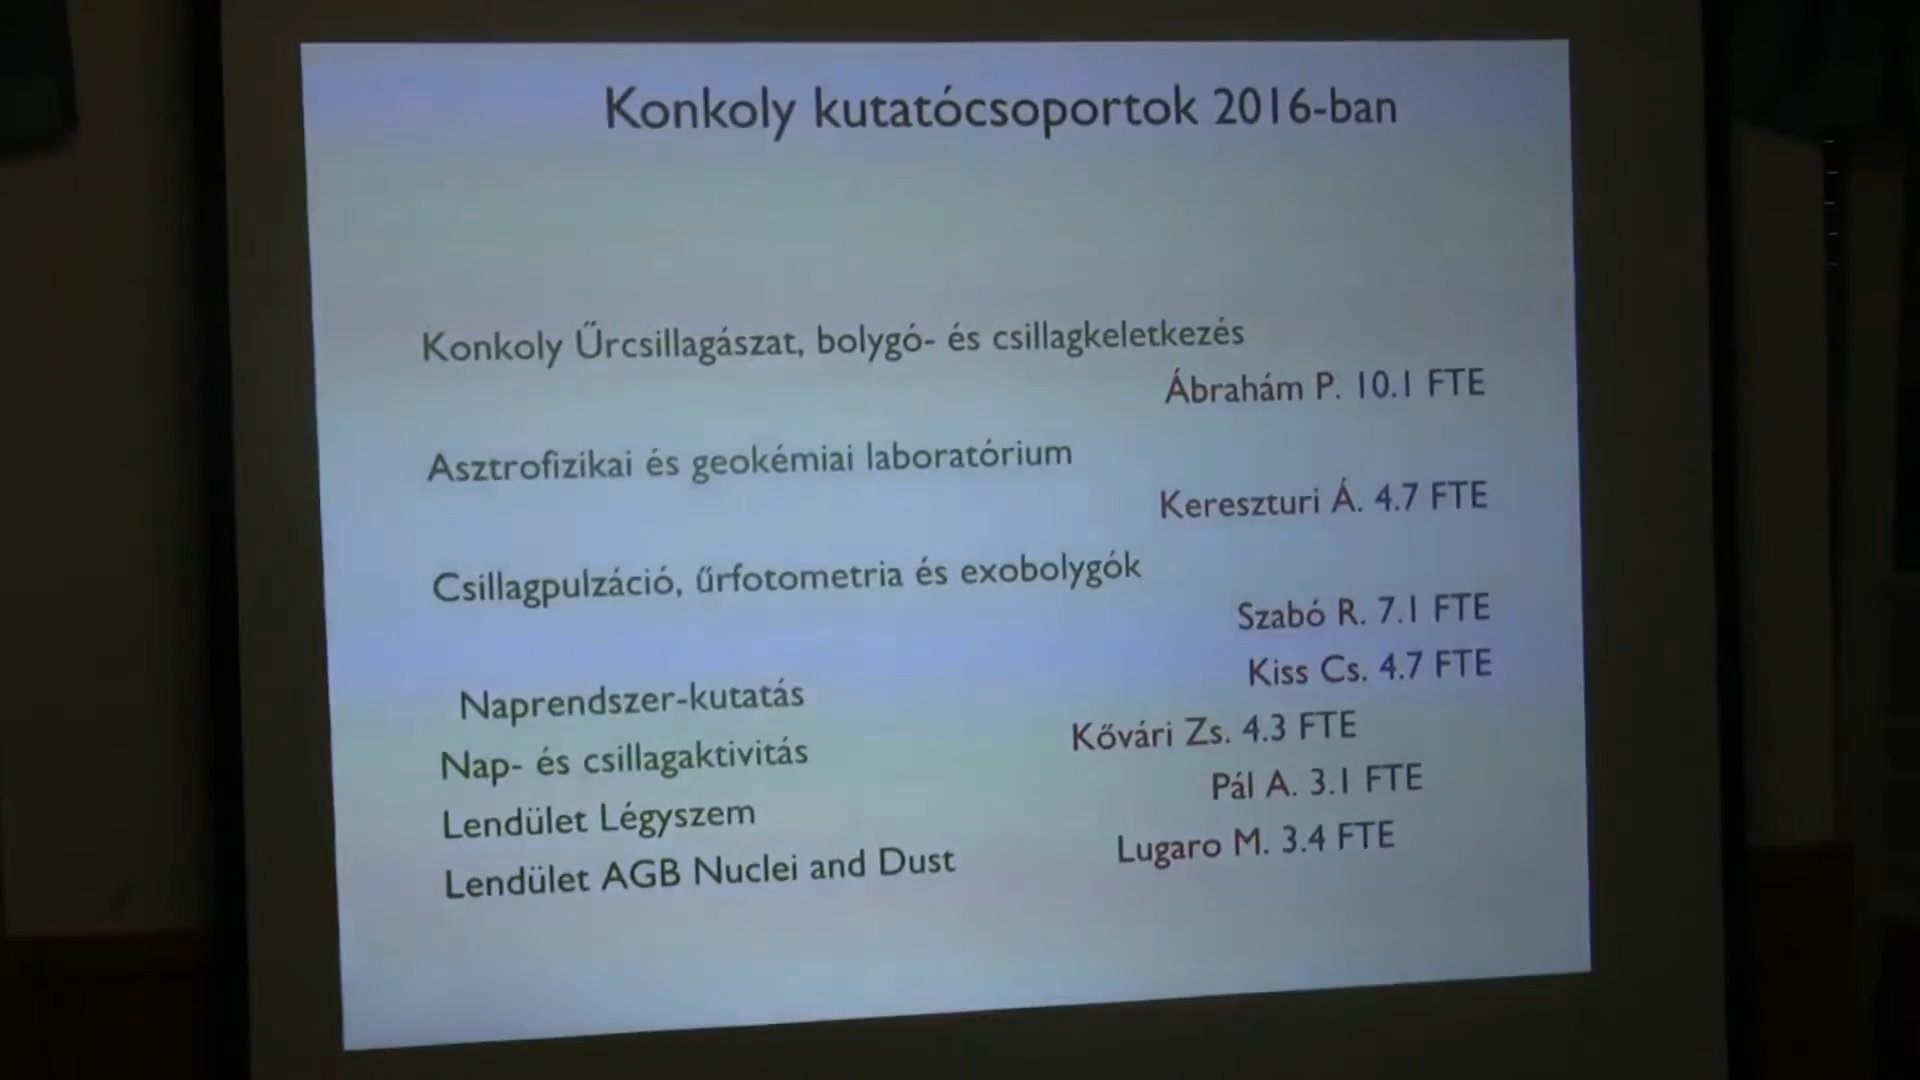 Konkoly kutatócsoportok 2016-ban
Konkoly Űrcsillagászat, bolygó- és csillagkeletkezés
Ábrahám P. 10.1 FTE
Asztrofizikai és geokémiai laboratórium
Kereszturi Á. 4.7 FTE
Csillagpulzáció, űrfotometria és exobolygók
Szabó R. 7.1 FTE
Naprendszer-kutatás Kiss Cs. 4.7 FTE
Nap- és csillagaktivitás Kővári Zs. 4.3 FTE
Lendület Légyszem Pál A. 3.1 FTE
Lendület AGB Nuclei and Dust Lugaro M. 3.4 FTE